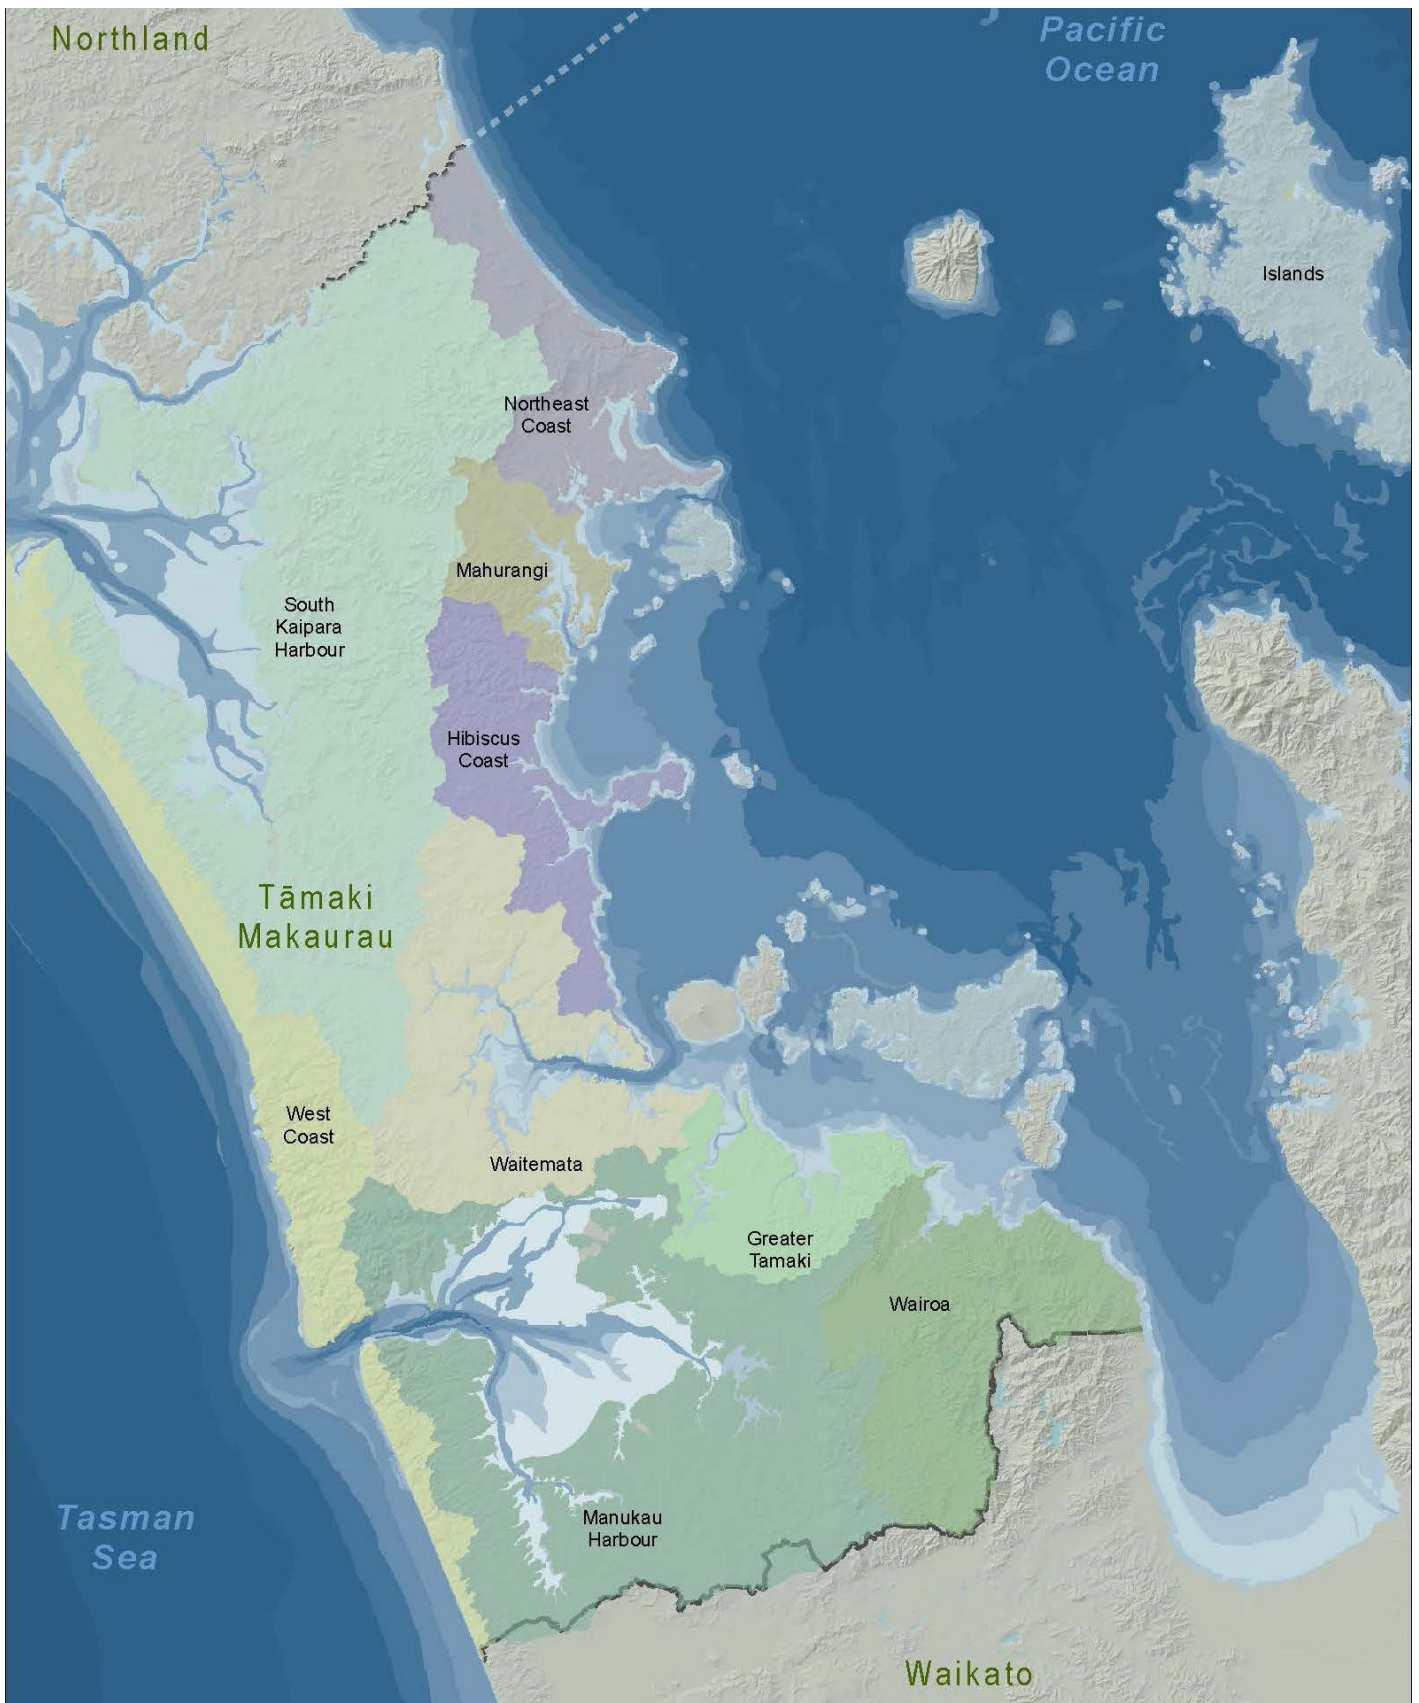 Northland
Pacific
Ocean
Islands
Northeast
Coast
Mahurangi
South
Kaipara
Harbour
Hibiscus
Coast
Tāmaki
Makaurau
West
Coast
Waitemata
Greater
Tamaki
Wairoa
Manukau
Harbour
Tasman
Sea
Waikato